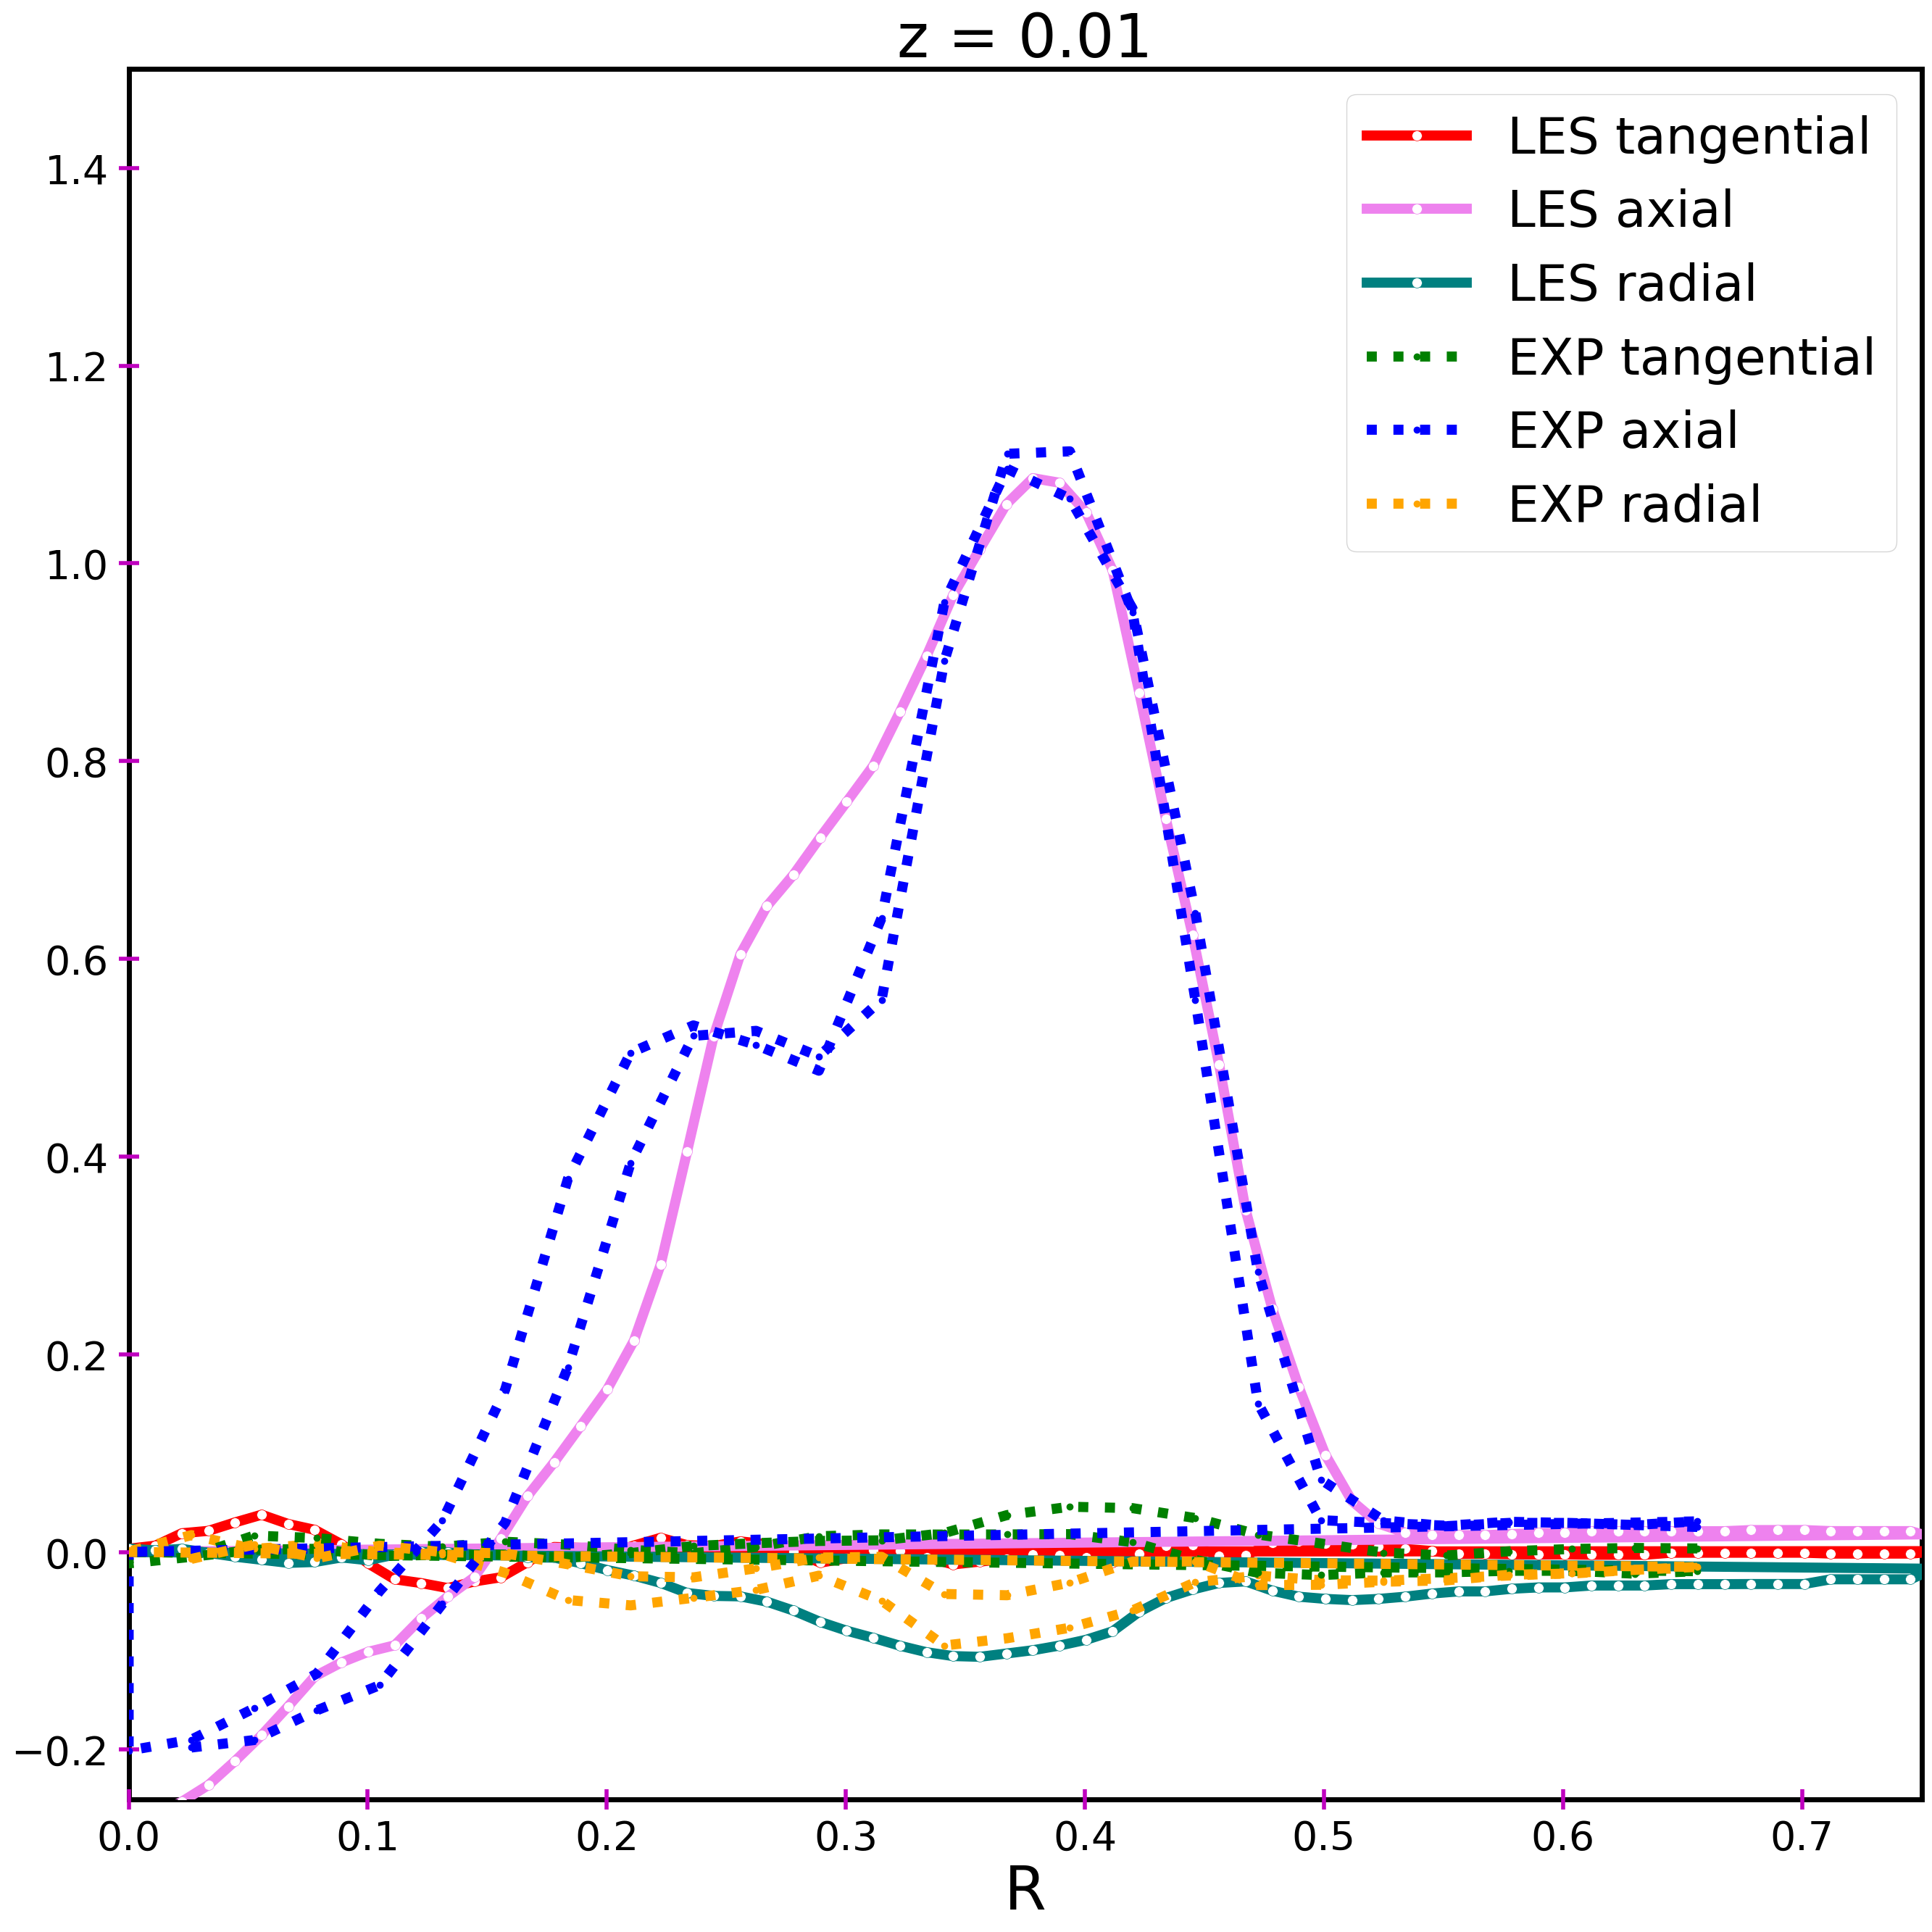 z = 0.01
LES tangential
LES axial
LES radial
EXP tangential
EXP axial
EXP radial
1.4
1.2
1.0
0.8
0.6
0.4
0.2
0.0
−0.2
0.0 0.1 0.2 0.3 0.4 0.5 0.6 0.7
R